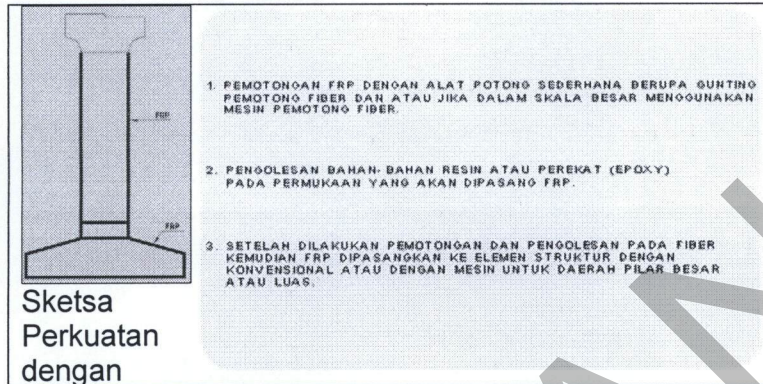 FRP
FRP
Sketsa
Perkuatan
dengan
1. PEMOTONGAN FRP DENGAN ALAT POTONG SEDERHANA BERUPA GUNTING
PEMOTONG FIBER DAN ATAU JIKA DALAM SKALA BESAR MENGGUNAKAN
MESIN PEMOTONG FIBER.
2. PENGOLESAN BAHAN-BAHAN RESIN ATAU PEREKAT (EPOXY)
PADA PERMUKAAN YANG AKAN DIPASANG FRP.
3. SETELAH DILAKUKAN PEMOTONGAN DAN PENGOLESAN PADA FIBER
KEMUDIAN FRP DIPASANGKAN KE ELEMEN STRUKTUR DENGAN
KONVENSIONAL ATAU DENGAN MESIN UNTUK DAERAH PILAR BESAR
ATAU LUAS.